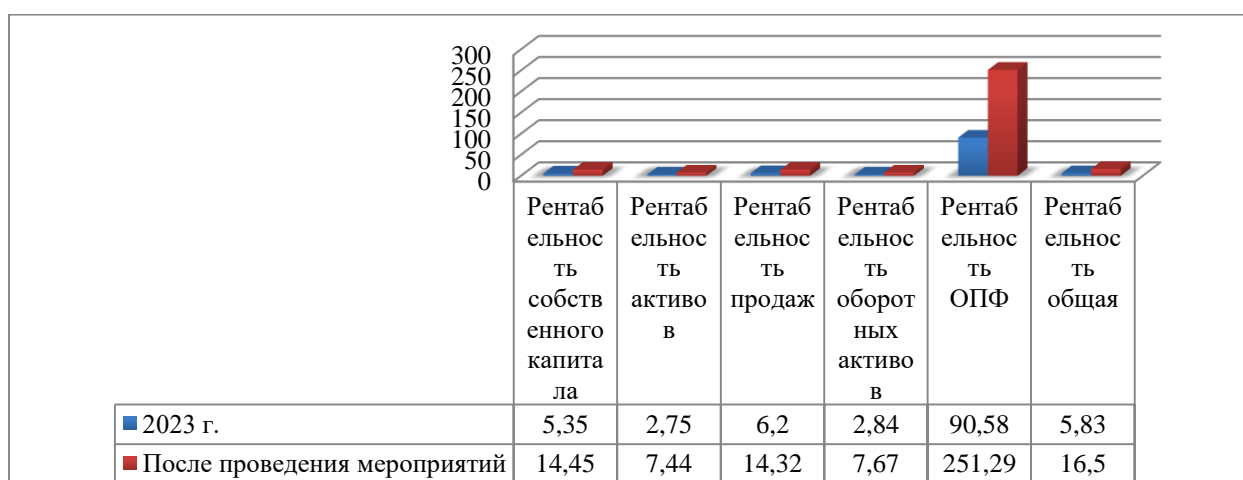 300
250
200
150
100
50
0
Рентаб Рентаб Рентаб Рентаб Рентаб Рентаб
ельнос ельнос ельнос ельнос ельнос ельнос
ть ть ть ть ть ть
собств активо продаж оборот ОПФ общая
енного в ных
капита активо
ла в
2023 г. 5,35 2,75 6,2 2,84 90,58 5,83
После проведения мероприятий 14,45 7,44 14,32 7,67 251,29 16,5